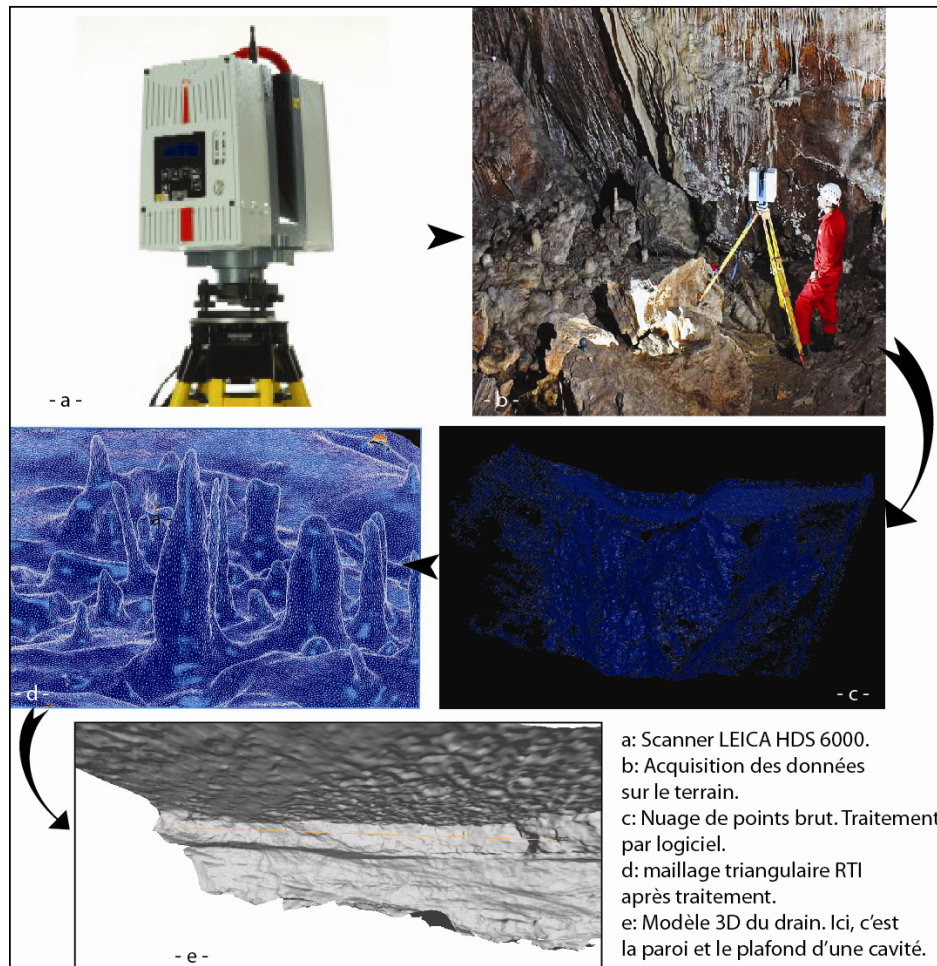 - a -
- b -
- d -
- c -
- e -
a: Scanner LEICA HDS 6000.
b: Acquisition des données
sur le terrain.
c: Nuage de points brut. Traitement
par logiciel.
d: maillage triangulaire RTI
après traitement.
e: Modèle 3D du drain. Ici, c'est
la paroi et le plafond d'une cavité.